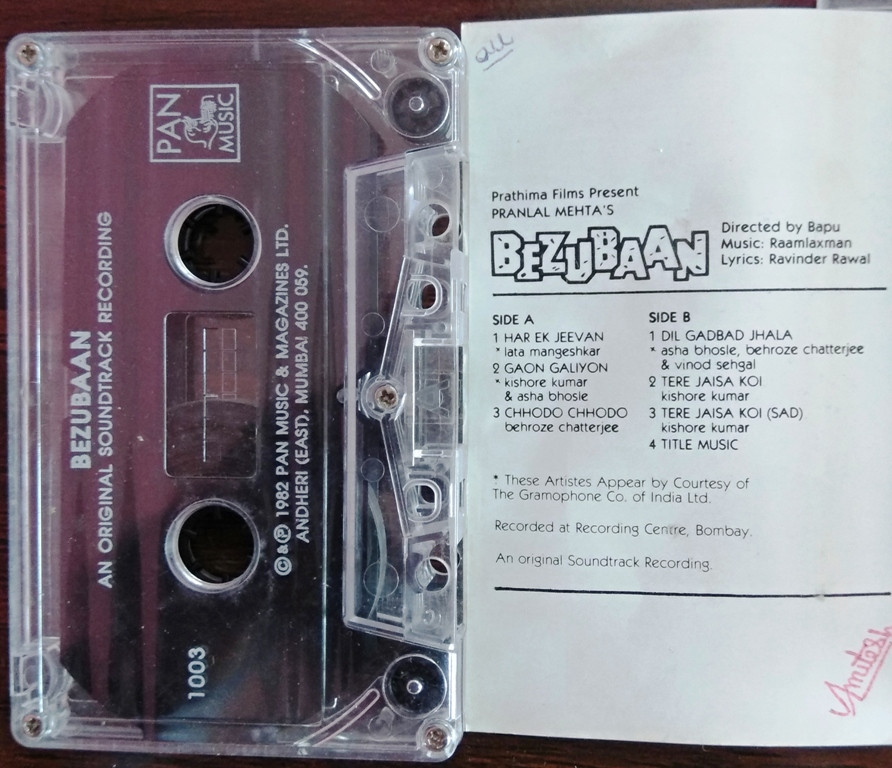 PAN
MUSIC
BEZUBAAN
AN ORIGINAL SOUNDTRACK RECORDING
©&℗ 1982 PAN MUSIC & MAGAZINES LTD.
ANDHERI (EAST), MUMBAI 400 059.
1003
Prathima Films Present
PRANLAL MEHTA'S
BEZUBAAN
Directed by Bapu
Music: Raamlaxman
Lyrics: Ravinder Rawal
SIDE A
1 HAR EK JEEVAN
* lata mangeshkar
2 GAON GALIYON
* kishore kumar
& asha bhosle
3 CHHODO CHHODO
behroze chatterjee
SIDE B
1 DIL GADBAD JHALA
* asha bhosle, behroze chatterjee
& vinod sehgal
2 TERE JAISA KOI
kishore kumar
3 TERE JAISA KOI (SAD)
kishore kumar
4 TITLE MUSIC
* These Artistes Appear by Courtesy of
The Gramophone Co. of India Ltd.
Recorded at Recording Centre, Bombay.
An original Soundtrack Recording.
Amitesh